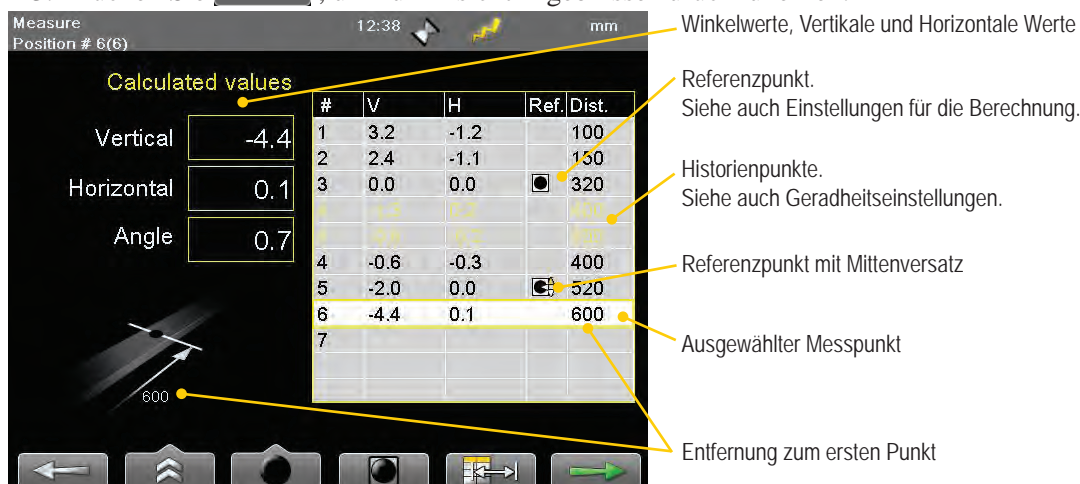 Measure
Position # 6(6)
12:38
mm
Calculated values
Vertical -4.4
Horizontal 0.1
Angle 0.7
600
# V H Ref. Dist.
1 3.2 -1.2 100
2 2.4 -1.1 150
3 0.0 0.0 320
4 -0.6 -0.3 400
5 -2.0 0.0 520
6 -4.4 0.1 600
7
Winkelwerte, Vertikale und Horizontale Werte
Referenzpunkt.
Siehe auch Einstellungen für die Berechnung.
Historienpunkte.
Siehe auch Geradheitseinstellungen.
Referenzpunkt mit Mittenversatz
Ausgewählter Messpunkt
Entfernung zum ersten Punkt